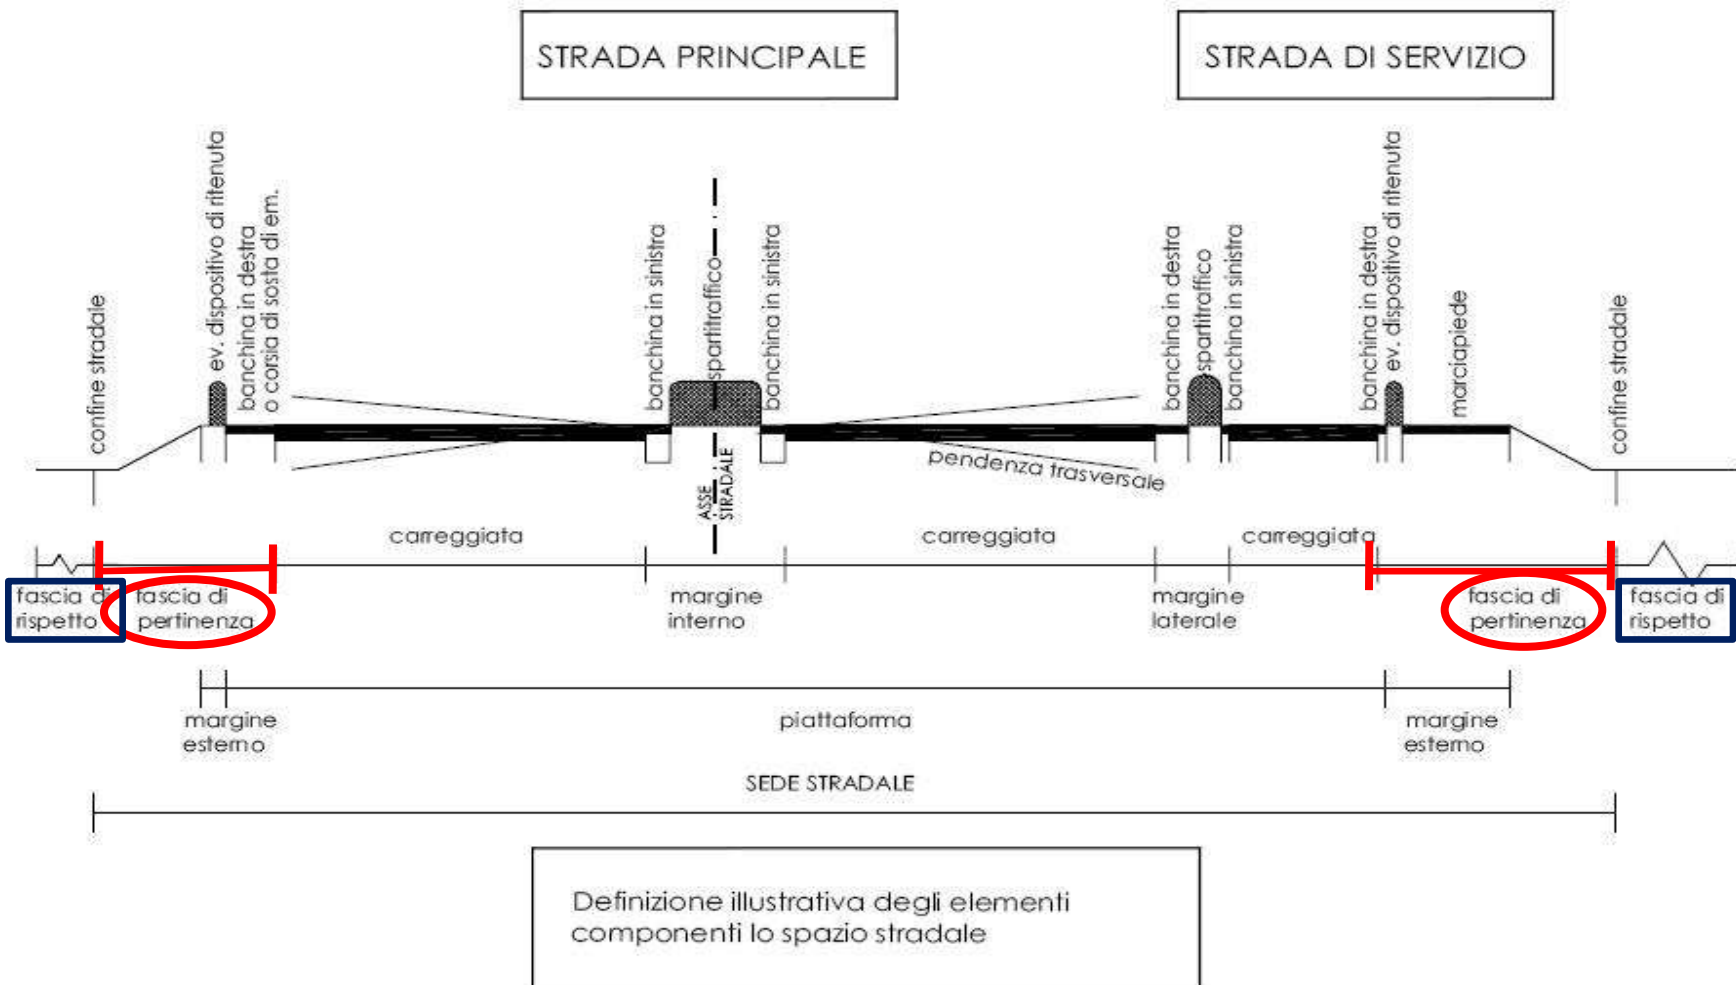 STRADA PRINCIPALE
STRADA DI SERVIZIO
confine stradale
ev. dispositivo di ritenuta
banchina in destra
o corsia di sosta di em.
banchina in sinistra
spartitraffico
banchina in sinistra
banchina in destra
spartitraffico
banchina in sinistra
banchina in destra
ev. dispositivo di ritenuta
marciapiede
confine stradale
pendenza trasversale
ASSE
STRADALE
carreggiata
carreggiata
carreggiata
fascia di
rispetto
fascia di
pertinenza
margine
interno
margine
laterale
fascia di
pertinenza
fascia di
rispetto
margine
esterno
piattaforma
margine
esterno
SEDE STRADALE
Definizione illustrativa degli elementi
componenti lo spazio stradale